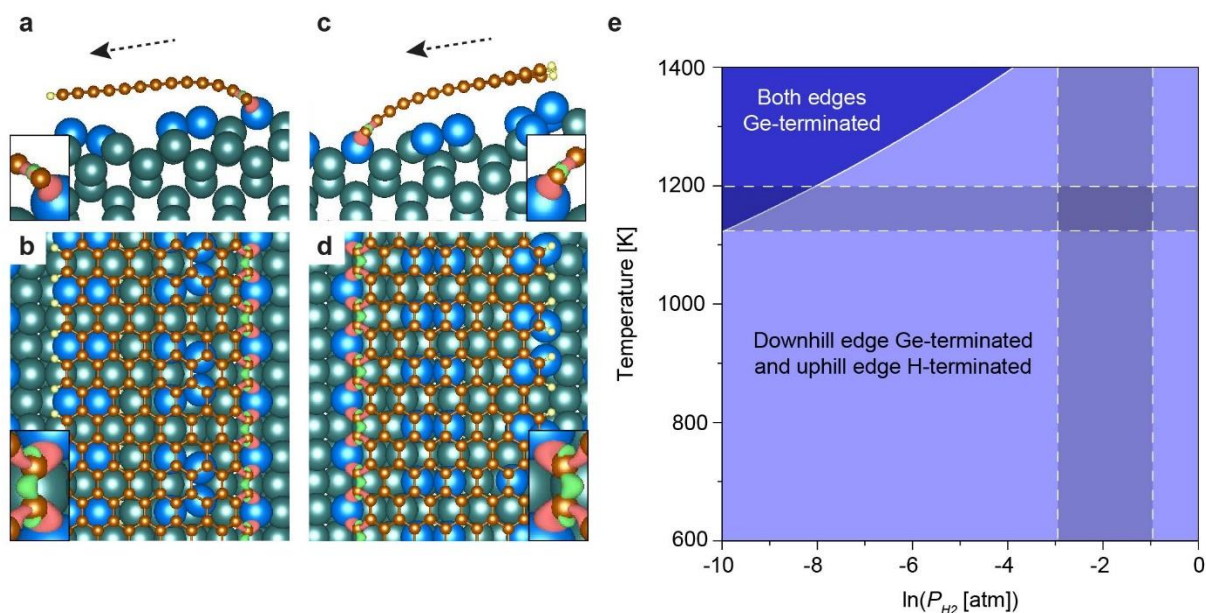 a
c
e
b
d
1400
1200
1000
800
600
Temperature [K]
Both edges
Ge-terminated
Downhill edge Ge-terminated
and uphill edge H-terminated
-10
-8
-6
-4
-2
0
ln(P_H2 [atm])